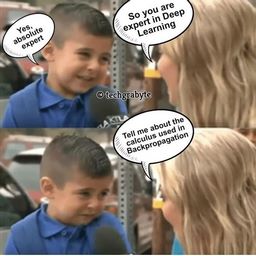 So you are
expert in Deep
Learning
Yes,
absolute
expert
© techgrabyte
Tell me about the
calculus used in
Backpropagation